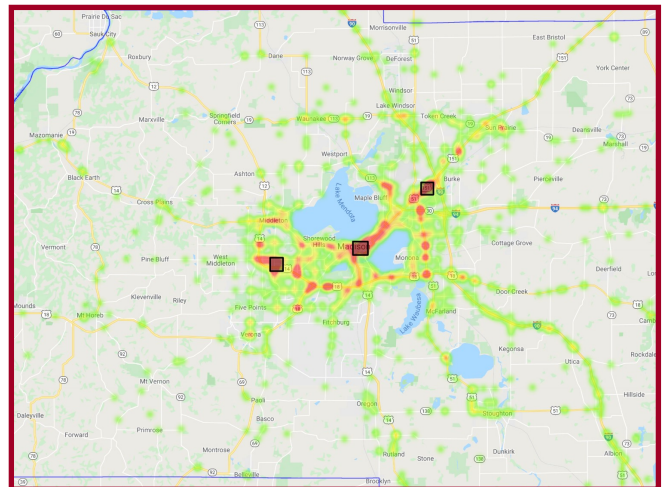 Prairie Du Sac
Sauk City
Morrisonville
East Bristol
Roxbury
Dane
Norway Grove
DeForest
York Center
Windsor
Lake Windsor
Marxville
Springfield
Corners
Waunakee
Token Creek
Sun Prairie
Deansville
Mazomanie
Marshall
Westport
Black Earth
Ashton
Burke
Pierceville
Maple Bluff
Lake Mendota
Cross Plains
Middleton
Shorewood
Hills
Madison
Cottage Grove
Vermont
Pine Bluff
West
Middleton
Monona
Deerfield
Klevenville
Riley
Door Creek
Mounds
Mt Horeb
Five Points
Lake Waubesa
McFarland
Verona
Fitchburg
Kegonsa
Rockdale
Utica
Mt.Vernon
Paoli
Oregon
Hillside
Daleyville
Primrose
Basco
Stoughton
Forward
Montrose
Rutland
Stone
Dunkirk
Albion
Belleville
Brooklyn